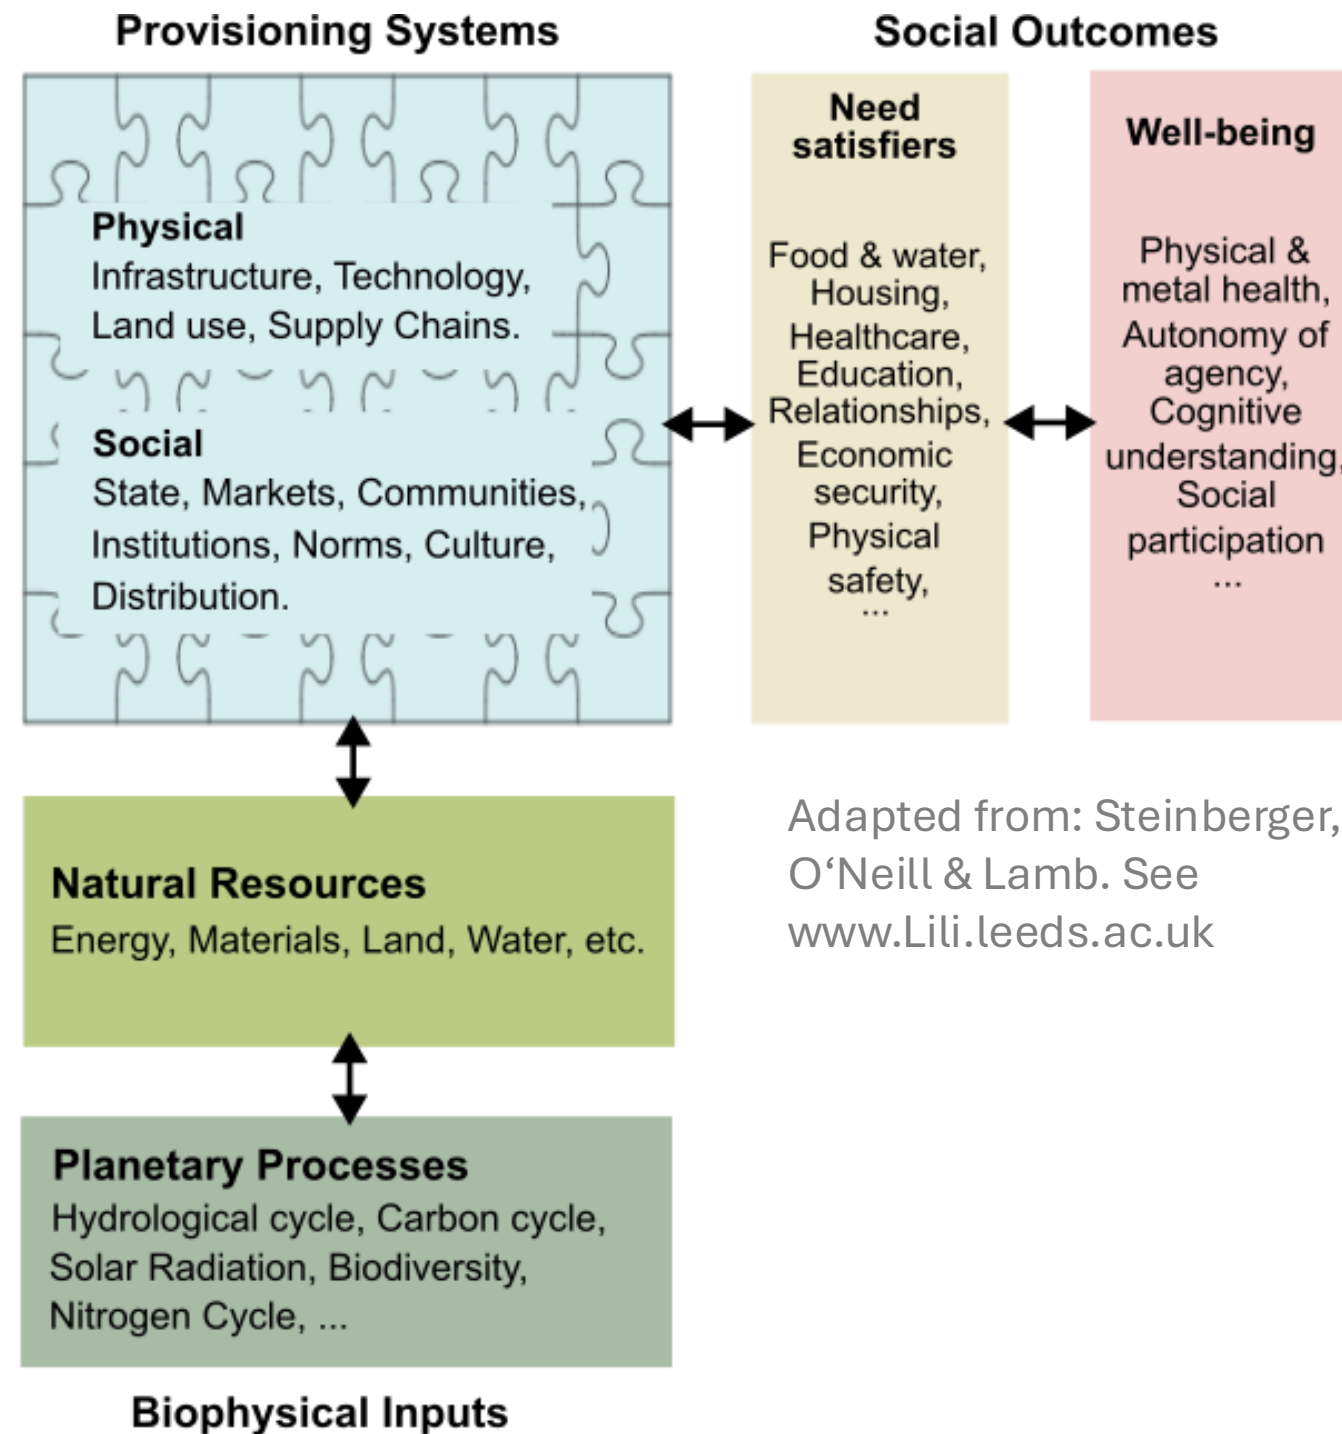 Provisioning Systems
Physical
Infrastructure, Technology,
Land use, Supply Chains.
Social
State, Markets, Communities,
Institutions, Norms, Culture,
Distribution.
Social Outcomes
Need
satisfiers
Food & water,
Housing,
Healthcare,
Education,
Relationships,
Economic
security,
Physical
safety,
...
Well-being
Physical &
metal health,
Autonomy of
agency,
Cognitive
understanding,
Social
participation
...
Natural Resources
Energy, Materials, Land, Water, etc.
Planetary Processes
Hydrological cycle, Carbon cycle,
Solar Radiation, Biodiversity,
Nitrogen Cycle, ...
Biophysical Inputs
Adapted from: Steinberger,
O‘Neill & Lamb. See
www.Lili.leeds.ac.uk